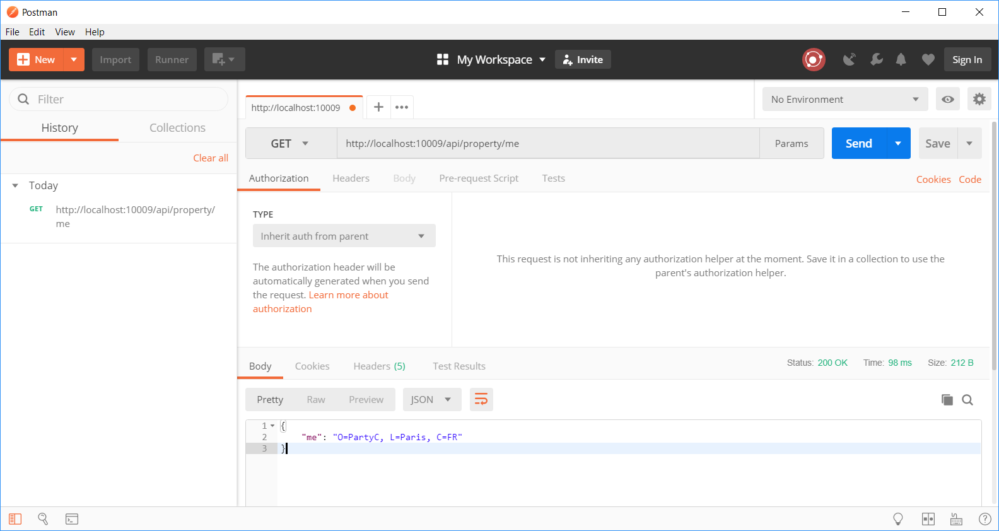 Postman
File Edit View Help
New Import Runner My Workspace Invite Sign In
Filter
History Collections
Clear all
Today
GET http://localhost:10009/api/property/
me
http://localhost:10009 No Environment
GET http://localhost:10009/api/property/me Params Send Save
Authorization Headers Body Pre-request Script Tests Cookies Code
TYPE
Inherit auth from parent
The authorization header will be
automatically generated when you send
the request. Learn more about
authorization
This request is not inheriting any authorization helper at the moment. Save it in a collection to use the
parent's authorization helper.
Body Cookies Headers (5) Test Results Status: 200 OK Time: 98 ms Size: 212 B
Pretty Raw Preview JSON
1 {
2 "me": "O=PartyC, L=Paris, C=FR"
3 }